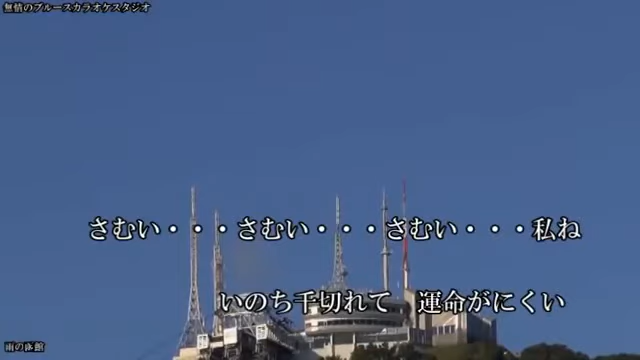 無情のブルースカラオケスタジオ
さむい・・・さむい・・・さむい・・・私ね
いのち千切れて　運命がにくい
雨の函館